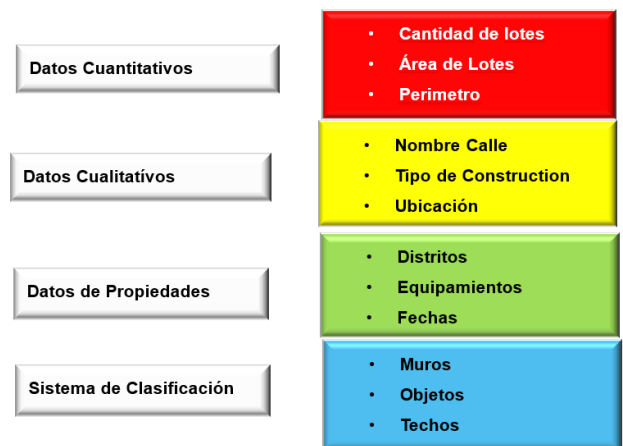 Datos Cuantitativos
• Cantidad de lotes
• Área de Lotes
• Perimetro
Datos Cualitatívos
• Nombre Calle
• Tipo de Construction
• Ubicación
Datos de Propiedades
• Distritos
• Equipamientos
• Fechas
Sistema de Clasificación
• Muros
• Objetos
• Techos